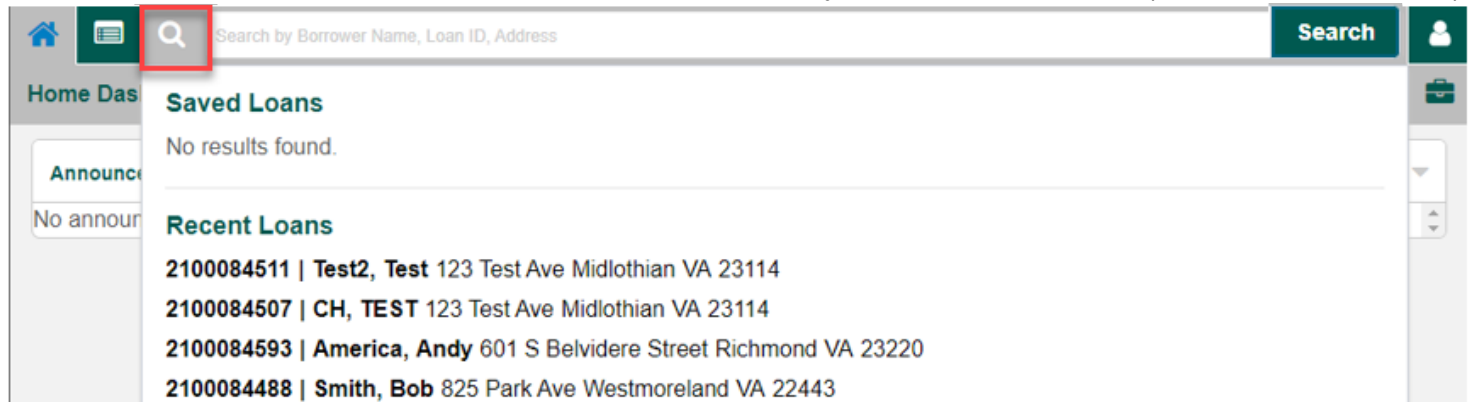 Search by Borrower Name, Loan ID, Address
Search
Home Das
Saved Loans
No results found.
Announce
No announ
Recent Loans
2100084511 | Test2, Test 123 Test Ave Midlothian VA 23114
2100084507 | CH, TEST 123 Test Ave Midlothian VA 23114
2100084593 | America, Andy 601 S Belvidere Street Richmond VA 23220
2100084488 | Smith, Bob 825 Park Ave Westmoreland VA 22443